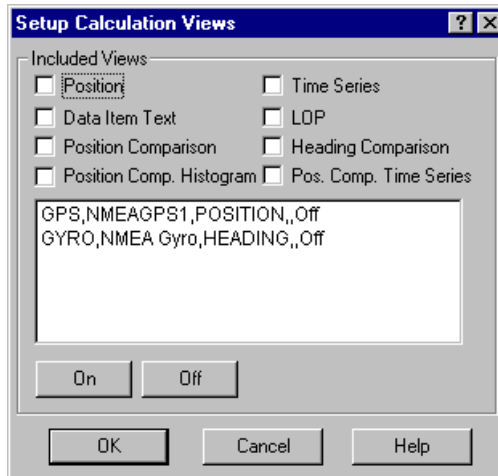 Setup Calculation Views
Included Views
Position
Time Series
Data Item Text
LOP
Position Comparison
Heading Comparison
Position Comp. Histogram
Pos. Comp. Time Series
GPS,NMEAGPS1,POSITION,,Off
GYRO,NMEA Gyro,HEADING,,Off
On
Off
OK
Cancel
Help